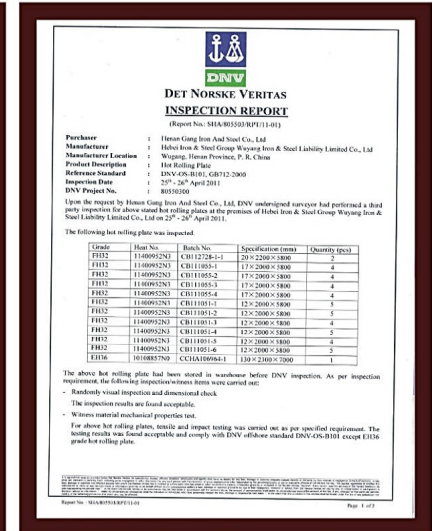 DNV
DET NORSKE VERITAS
INSPECTION REPORT
(Report No.: SHA/805503/RPT/11-01)
Purchaser : Henan Gang Iron And Steel Co., Ltd
Manufacturer : Hebei Iron & Steel Group Wuyang Iron & Steel Liability Limited Co., Ltd
Manufacturer Location : Wugang, Henan Province, P. R. China
Product Description : Hot Rolling Plate
Reference Standard : DNV-OS-B101, GB712-2000
Inspection Date : 25th - 26th April 2011
DNV Project No. : 80550300
Upon the request by Henan Gang Iron And Steel Co., Ltd, DNV undersigned surveyor had performed a third
party inspection for above stated hot rolling plates at the premises of Hebei Iron & Steel Group Wuyang Iron &
Steel Liability Limited Co., Ltd on 25th - 26th April 2011.
The following hot rolling plate was inspected.
Grade Heat No. Batch No. Specification (mm) Quantity (pcs)
FH32 11400952N3 CB112728-1-1 20×2200×5800 2
FH32 11400952N3 CB111055-1 17×2000×5800 4
FH32 11400952N3 CB111055-2 17×2000×5800 4
FH32 11400952N3 CB111055-3 17×2000×5800 4
FH32 11400952N3 CB111055-4 17×2000×5800 4
FH32 11400952N3 CB111051-1 12×2000×5800 5
FH32 11400952N3 CB111051-2 12×2000×5800 5
FH32 11400952N3 CB111051-3 12×2000×5800 4
FH32 11400952N3 CB111051-4 12×2000×5800 5
FH32 11400952N3 CB111051-5 12×2000×5800 4
FH32 11400952N3 CB111051-6 12×2000×5800 5
EH36 10108857N0 CCHA106964-1 130×2300×7000 1
The above hot rolling plate had been stored in warehouse before DNV inspection. As per inspection
requirement, the following inspection/witness items were carried out:
- Randomly visual inspection and dimensional check
The inspection results are found acceptable.
- Witness material mechanical properties test.
For above hot rolling plates, tensile and impact testing was carried out as per specified requirement. The
testing results was found acceptable and comply with DNV offshore standard DNV-OS-B101 except EH36
grade hot rolling plate.
Report No.: SHA/805503/RPT/11-01 Page 1 of 3